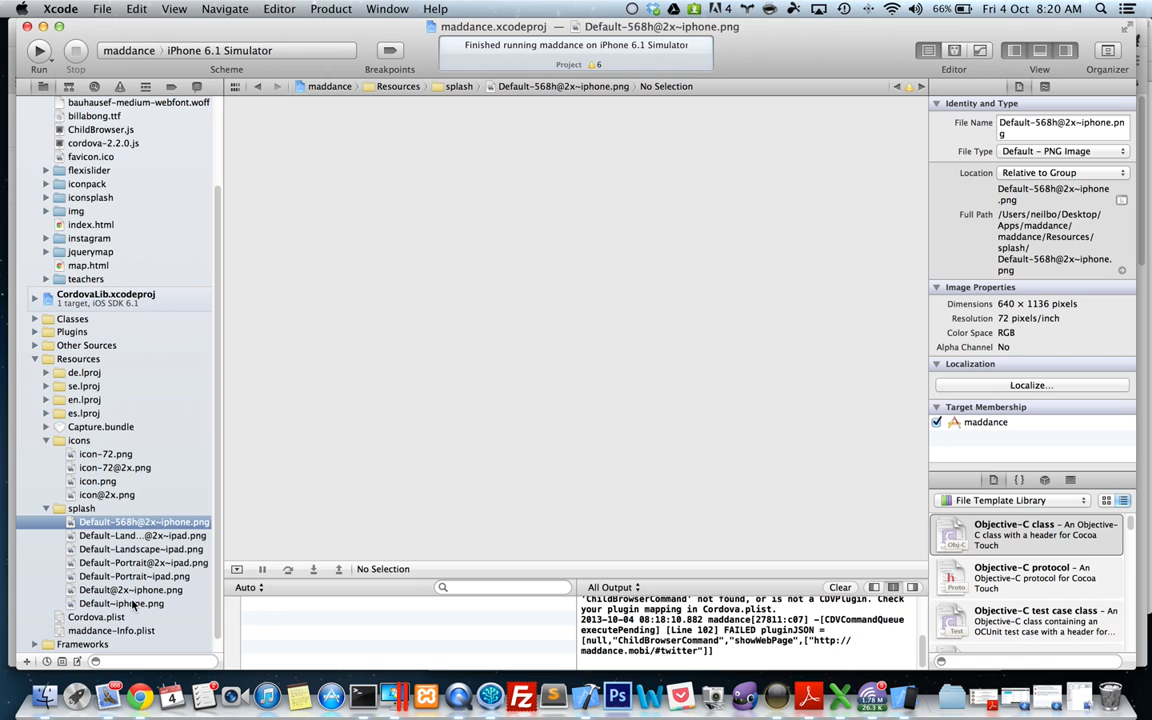 Xcode File Edit View Navigate Editor Product Window Help 4 66% Fri 4 Oct 8:20 AM
maddance.xcodeproj — Default-568h@2x~iphone.png
Run Stop maddance › iPhone 6.1 Simulator
Scheme Breakpoints
Finished running maddance on iPhone 6.1 Simulator
Project 6
Editor View Organizer
maddance Resources splash Default-568h@2x~iphone.png No Selection
bauhausef-medium-webfont.woff
billabong.ttf
ChildBrowser.js
cordova-2.2.0.js
favicon.ico
flexislider
iconpack
iconsplash
img
index.html
instagram
jquerymap
map.html
teachers
CordovaLib.xcodeproj
1 target, iOS SDK 6.1
Classes
Plugins
Other Sources
Resources
de.lproj
se.lproj
en.lproj
es.lproj
Capture.bundle
icons
icon-72.png
icon-72@2x.png
icon.png
icon@2x.png
splash
Default-568h@2x~iphone.png
Default-Land...@2x~ipad.png
Default-Landscape~ipad.png
Default-Portrait@2x~ipad.png
Default-Portrait~ipad.png
Default@2x~iphone.png
Default~iphone.png
Cordova.plist
maddance-Info.plist
Frameworks
No Selection
Auto
All Output Clear
'ChildBrowserCommand' not found, or is not a CDVPlugin. Check your plugin mapping in Cordova.plist.
2013-10-04 08:18:10.882 maddance[27811:c07] -[CDVCommandQueue
executePending] [Line 102] FAILED pluginJSON =
[null,"ChildBrowserCommand","showWebPage",["http://
maddance.mobi/#twitter"]]
Identity and Type
File Name Default-568h@2x~iphone.pn
g
File Type Default - PNG Image
Location Relative to Group
Default-568h@2x~iphone
.png
Full Path /Users/neilbo/Desktop/
Apps/maddance/
maddance/Resources/
splash/
Default-568h@2x~iphone.
png
Image Properties
Dimensions 640 × 1136 pixels
Resolution 72 pixels/inch
Color Space RGB
Alpha Channel No
Localization
Localize...
Target Membership
maddance
File Template Library
Objective-C class - An Objective-
C class with a header for Cocoa
Touch
Objective-C protocol - An
Objective-C protocol for Cocoa
Touch
Objective-C test case class - An
Objective-C class containing an
OCUnit test case with a header for...